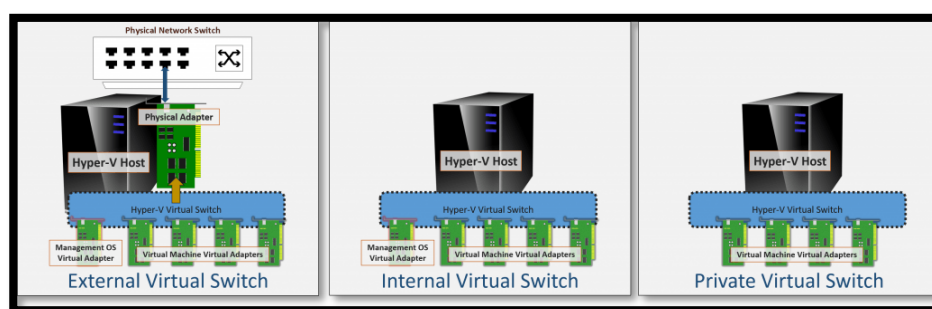 Physical Network Switch
Physical Adapter
Hyper-V Host
Hyper-V Virtual Switch
Management OS
Virtual Adapter
Virtual Machine Virtual Adapters
External Virtual Switch
Hyper-V Host
Hyper-V Virtual Switch
Management OS
Virtual Adapter
Virtual Machine Virtual Adapters
Internal Virtual Switch
Hyper-V Host
Hyper-V Virtual Switch
Virtual Machine Virtual Adapters
Private Virtual Switch